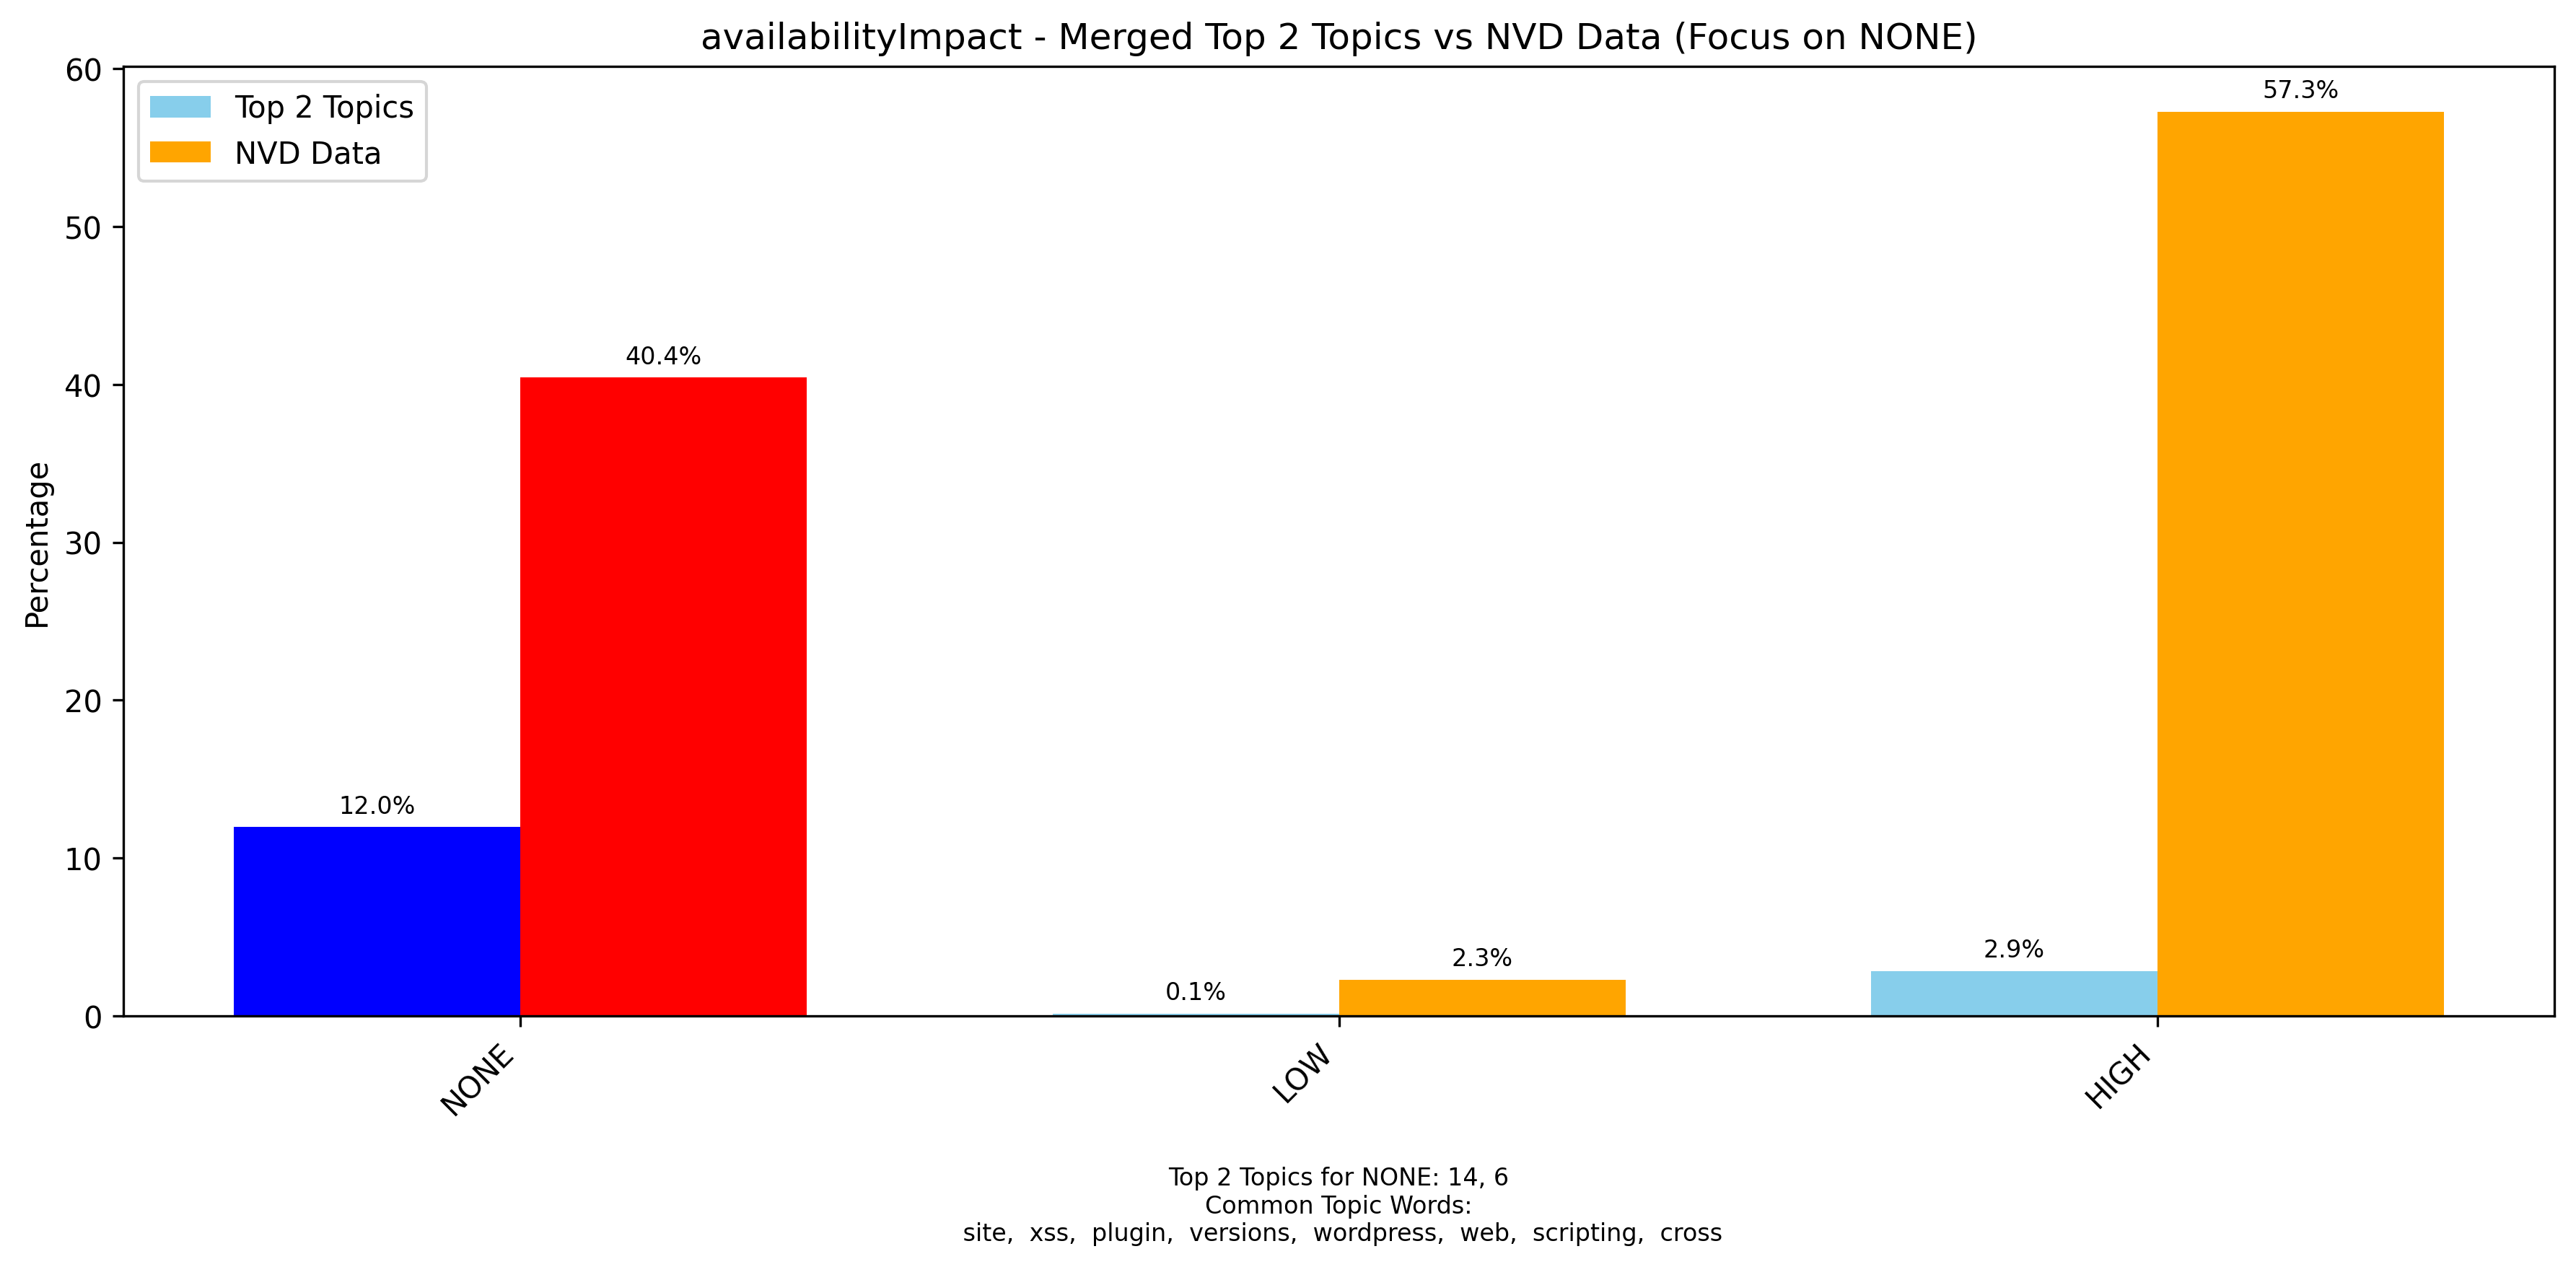 availabilityImpact - Merged Top 2 Topics vs NVD Data (Focus on NONE)
Top 2 Topics
NVD Data
Percentage
60
50
40
30
20
10
0
12.0%
40.4%
0.1%
2.3%
2.9%
57.3%
NONE
LOW
HIGH
Top 2 Topics for NONE: 14, 6
Common Topic Words:
site, xss, plugin, versions, wordpress, web, scripting, cross